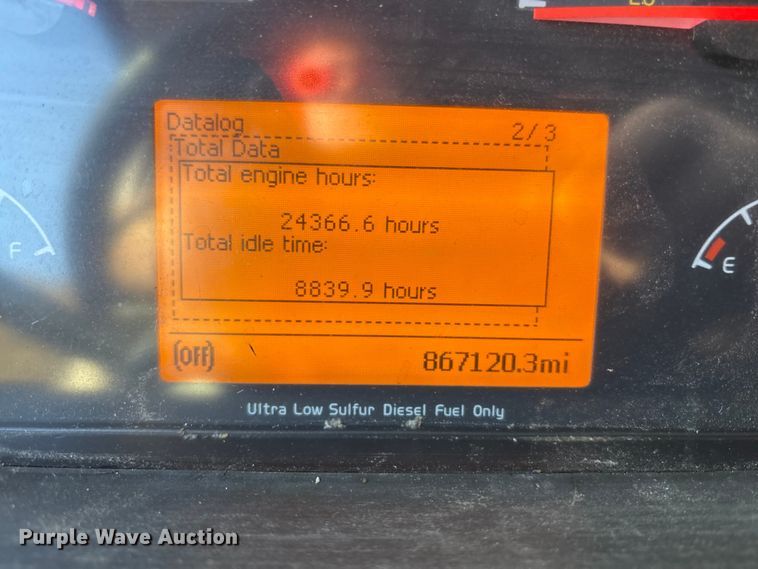 Datalog 2/3
Total Data
Total engine hours:
24366.6 hours
Total idle time:
8839.9 hours
(OFF) 867120.3mi
F
E
Ultra Low Sulfur Diesel Fuel Only
Purple Wave Auction